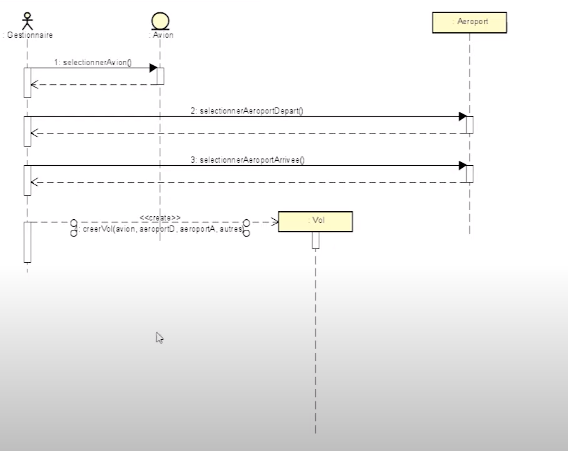 : Gestionnaire
: Avion
: Aeroport
1: selectionnerAvion()
2: selectionnerAeroportDepart()
3: selectionnerAeroportArrivee()
<<create>>
: creerVol(avion, aeroportD, aeroportA, autres)
: Vol